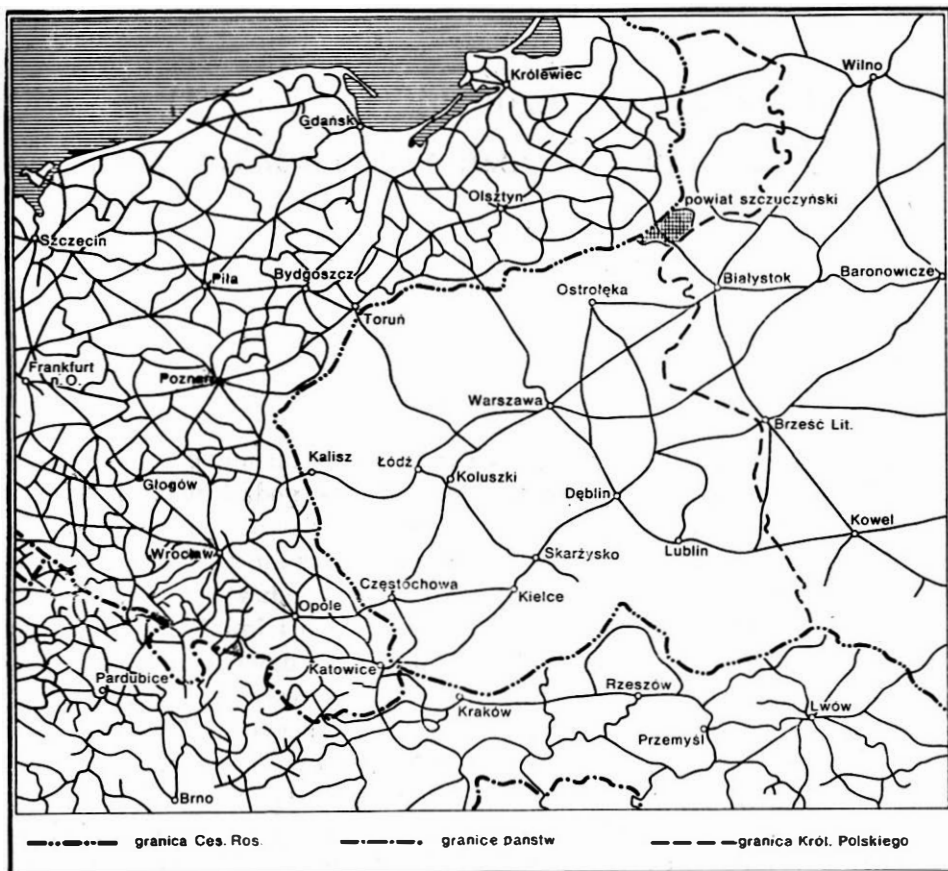 Wilno
Królewiec
Gdańsk
Olsztyn
powiat szczuczyński
Szczecin
Piła
Bydgoszcz
Białystok
Baronowicze
Ostrołęka
Toruń
Frankfurt
n. O.
Poznań
Warszawa
Brześć Lit.
Kalisz
Łódź
Koluszki
Głogów
Dęblin
Kowel
Wrocław
Skarżysko
Lublin
Częstochowa
Kielce
Opole
Katowice
Pardubice
Rzeszów
Kraków
Lwów
Przemyśl
Brno
granica Ces. Ros.
granice państw
granica Król. Polskiego